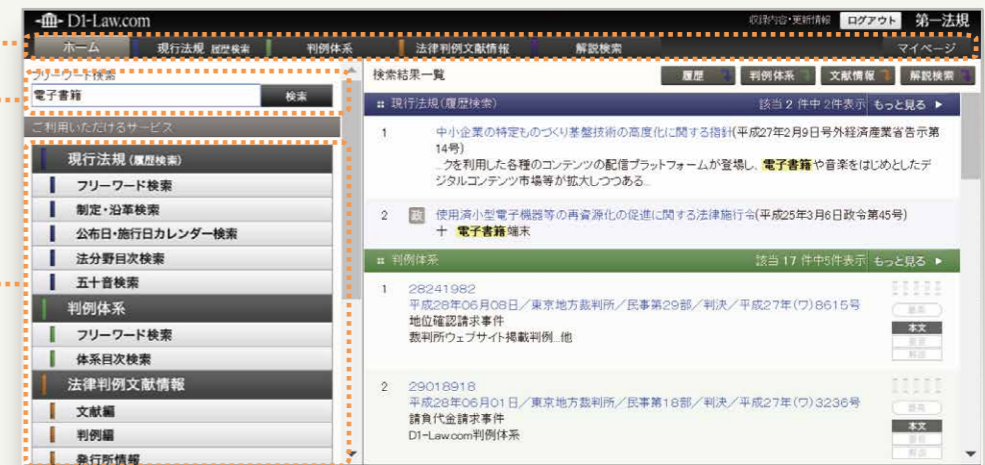 D1-Law.com
収録内容・更新情報 ログアウト 第一法規
ホーム 現行法規 履歴検索 判例体系 法律判例文献情報 解説検索 マイページ
フリーワード検索
電子書籍 検索
ご利用いただけるサービス
現行法規(履歴検索)
フリーワード検索
制定・沿革検索
公布日・施行日カレンダー検索
法分野目次検索
五十音検索
判例体系
フリーワード検索
体系目次検索
法律判例文献情報
文献編
判例編
発行所情報
検索結果一覧 履歴 判例体系 文献情報 解説検索
現行法規(履歴検索) 該当 2 件中 2件表示 もっと見る
1 中小企業の特定ものづくり基盤技術の高度化に関する指針(平成27年2月9日号外経済産業省告示第
14号)
…クを利用した各種のコンテンツの配信プラットフォームが登場し、電子書籍や音楽をはじめとしたデ
ジタルコンテンツ市場等が拡大しつつある…
2 政 使用済小型電子機器等の再資源化の促進に関する法律施行令(平成25年3月6日政令第45号)
十 電子書籍端末
判例体系 該当 17 件中5件表示 もっと見る
1 28241982
平成28年06月08日/東京地方裁判所/民事第29部/判決/平成27年(ワ)8615号
地位確認請求事件
裁判所ウェブサイト掲載判例…他
本文
2 29018918
平成28年06月01日/東京地方裁判所/民事第18部/判決/平成27年(ワ)3236号
請負代金請求事件
D1-Law.com判例体系
本文